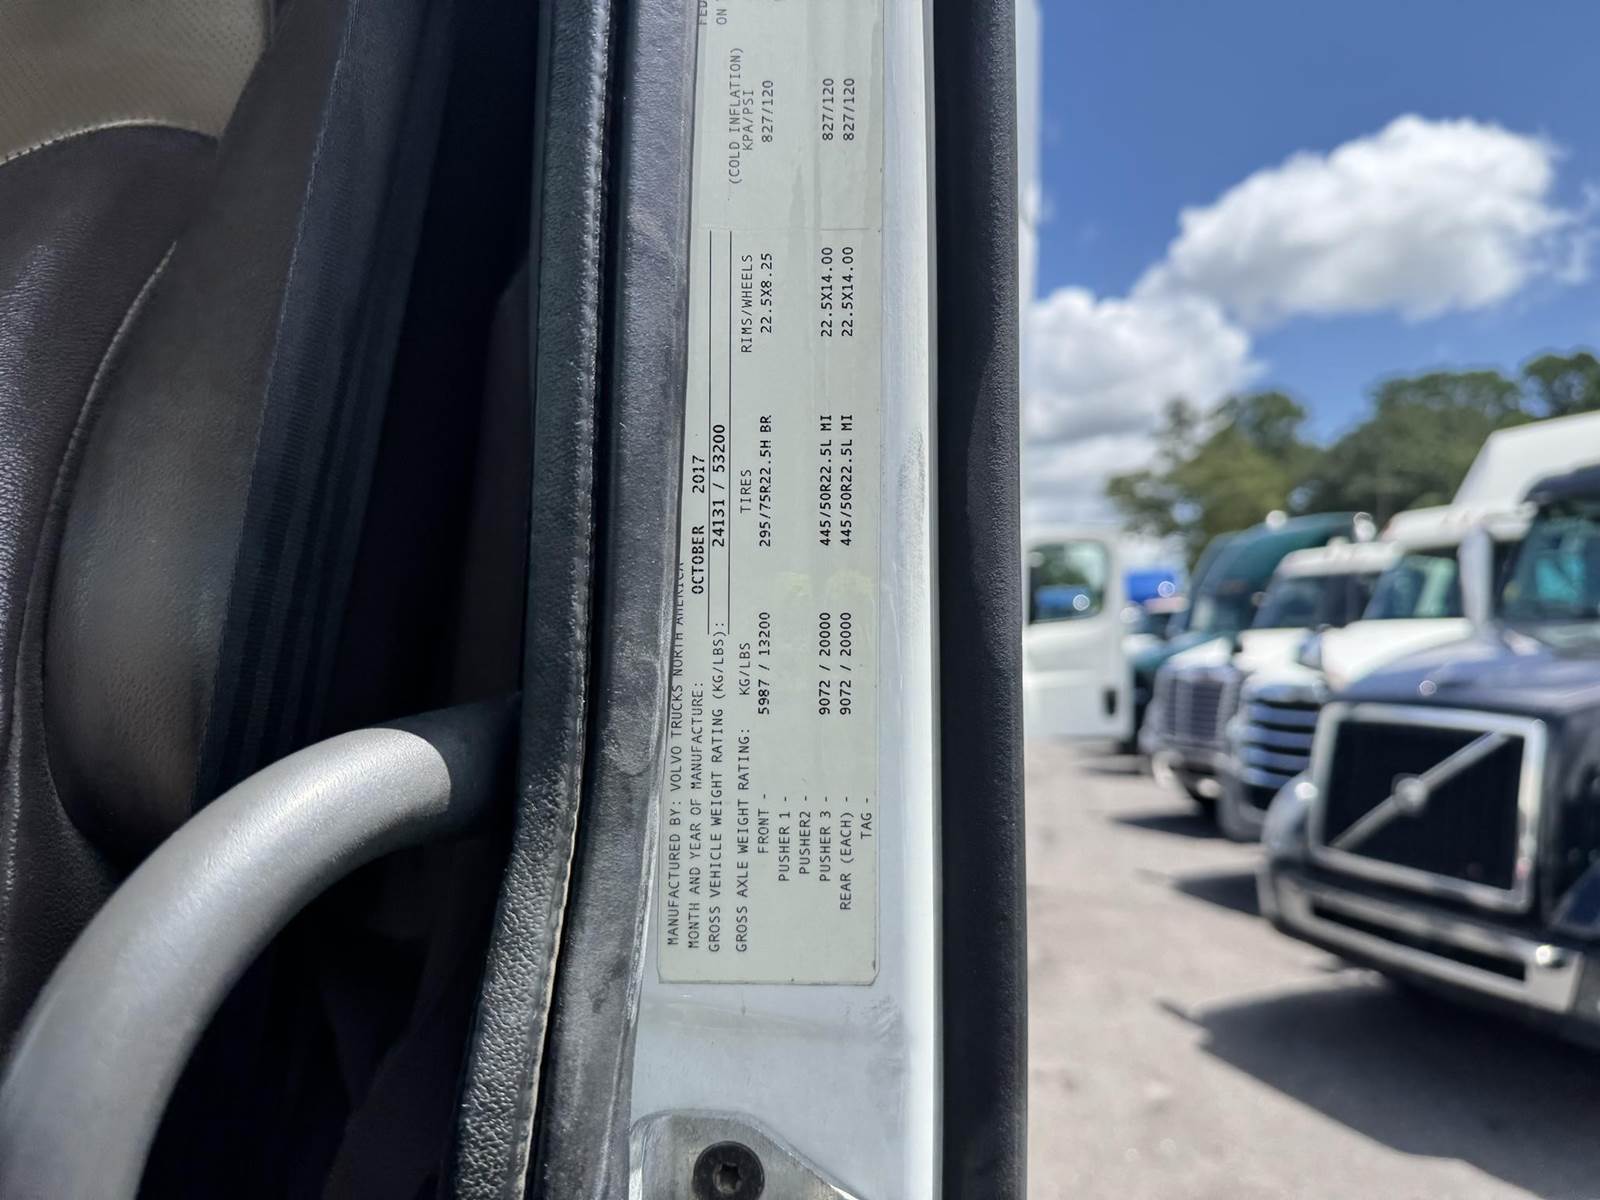 MANUFACTURED BY: VOLVO TRUCKS NORTH AMERICA
MONTH AND YEAR OF MANUFACTURE: OCTOBER 2017
GROSS VEHICLE WEIGHT RATING (KG/LBS): 24131 / 53200
(COLD INFLATION)
GROSS AXLE WEIGHT RATING: KG/LBS TIRES RIMS/WHEELS KPA/PSI
FRONT - 5987 / 13200 295/75R22.5H BR 22.5X8.25 827/120
PUSHER 1 -
PUSHER2 -
PUSHER 3 - 9072 / 20000 445/50R22.5L MI 22.5X14.00 827/120
REAR (EACH) - 9072 / 20000 445/50R22.5L MI 22.5X14.00 827/120
TAG -
ON